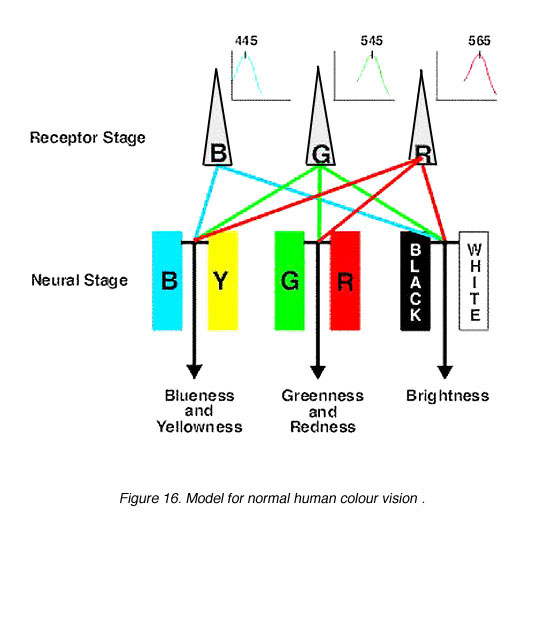 445
545
565
Receptor Stage
B
G
R
Neural Stage
B
Y
G
R
BLACK
WHITE
Blueness
and
Yellowness
Greenness
and
Redness
Brightness
Figure 16. Model for normal human colour vision .